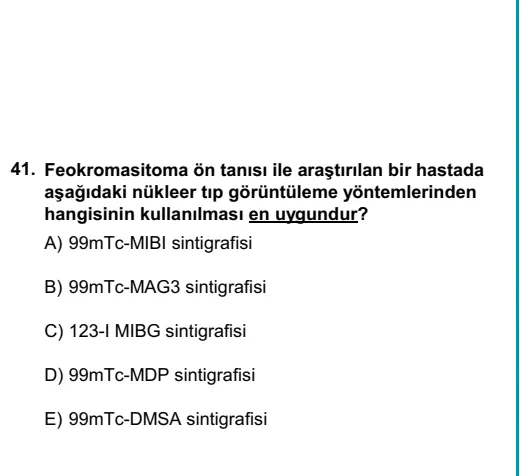 41. Feokromasitoma ön tanısı ile araştırılan bir hastada
aşağıdaki nükleer tıp görüntüleme yöntemlerinden
hangisinin kullanılması en uygundur?
A) 99mTc-MIBI sintigrafisi
B) 99mTc-MAG3 sintigrafisi
C) 123-I MIBG sintigrafisi
D) 99mTc-MDP sintigrafisi
E) 99mTc-DMSA sintigrafisi